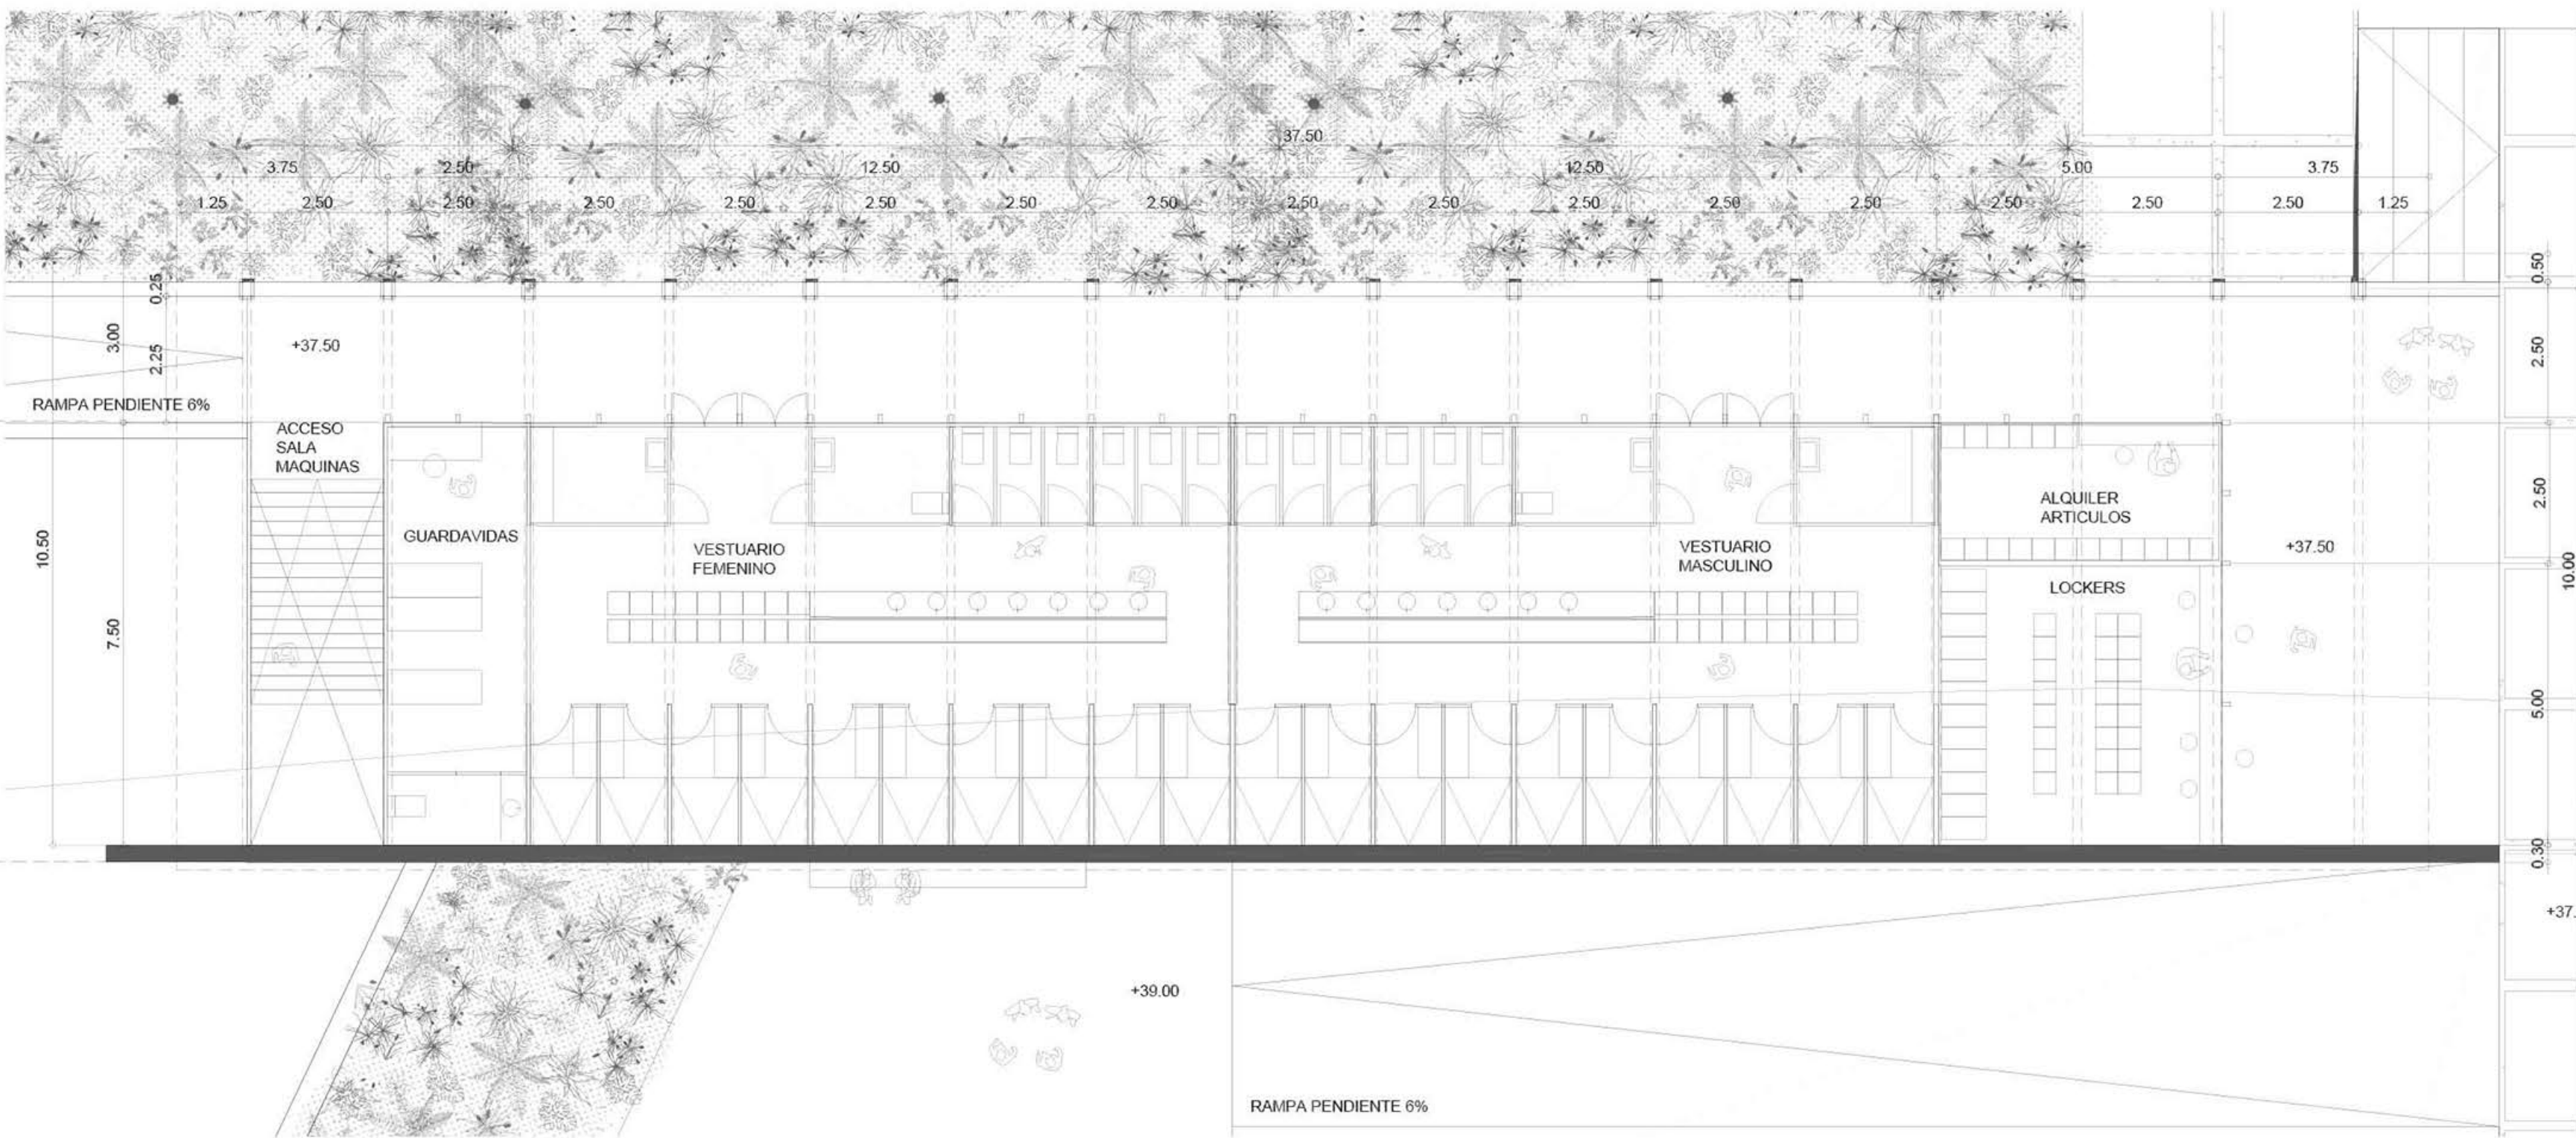 37.50
3.75 2.50 12.50 12.50 5.00 3.75
1.25 2.50 2.50 2.50 2.50 2.50 2.50 2.50 2.50 2.50 2.50 2.50 2.50 2.50 2.50 2.50 1.25
0.25
0.50
3.00
2.25
+37.50
2.50
RAMPA PENDIENTE 6%
ACCESO
SALA
MAQUINAS
10.50
7.50
GUARDAVIDAS
VESTUARIO
FEMENINO
VESTUARIO
MASCULINO
ALQUILER
ARTICULOS
2.50
+37.50
10.00
LOCKERS
5.00
0.30
+37.
+39.00
RAMPA PENDIENTE 6%